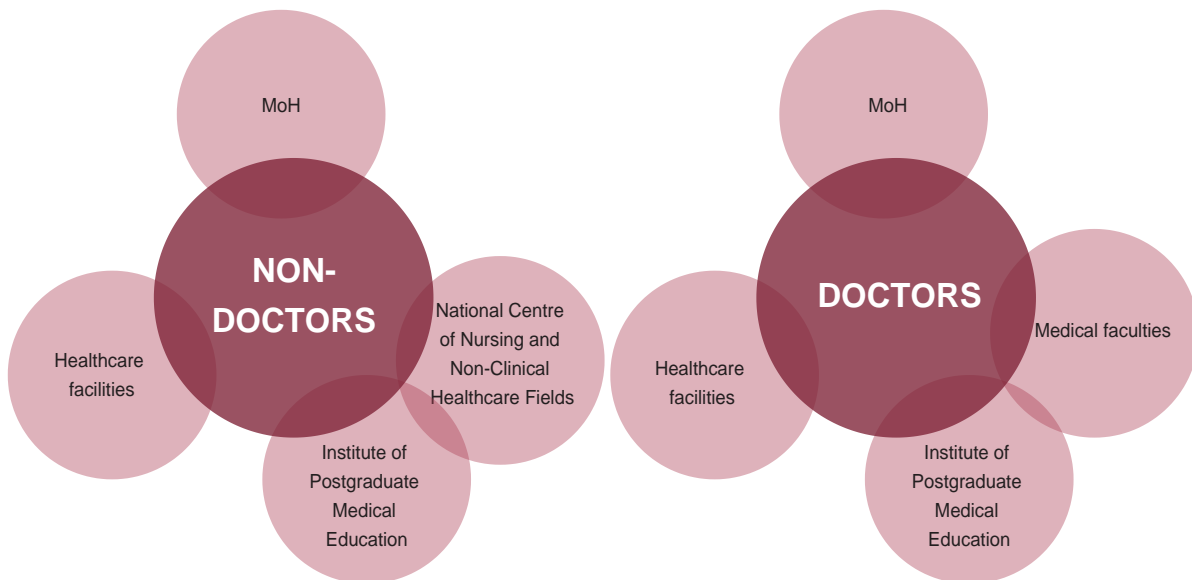 MoH
NON-
DOCTORS
National Centre
of Nursing and
Non-Clinical
Healthcare Fields
Healthcare
facilities
Institute of
Postgraduate
Medical
Education
MoH
DOCTORS
Medical faculties
Healthcare
facilities
Institute of
Postgraduate
Medical
Education